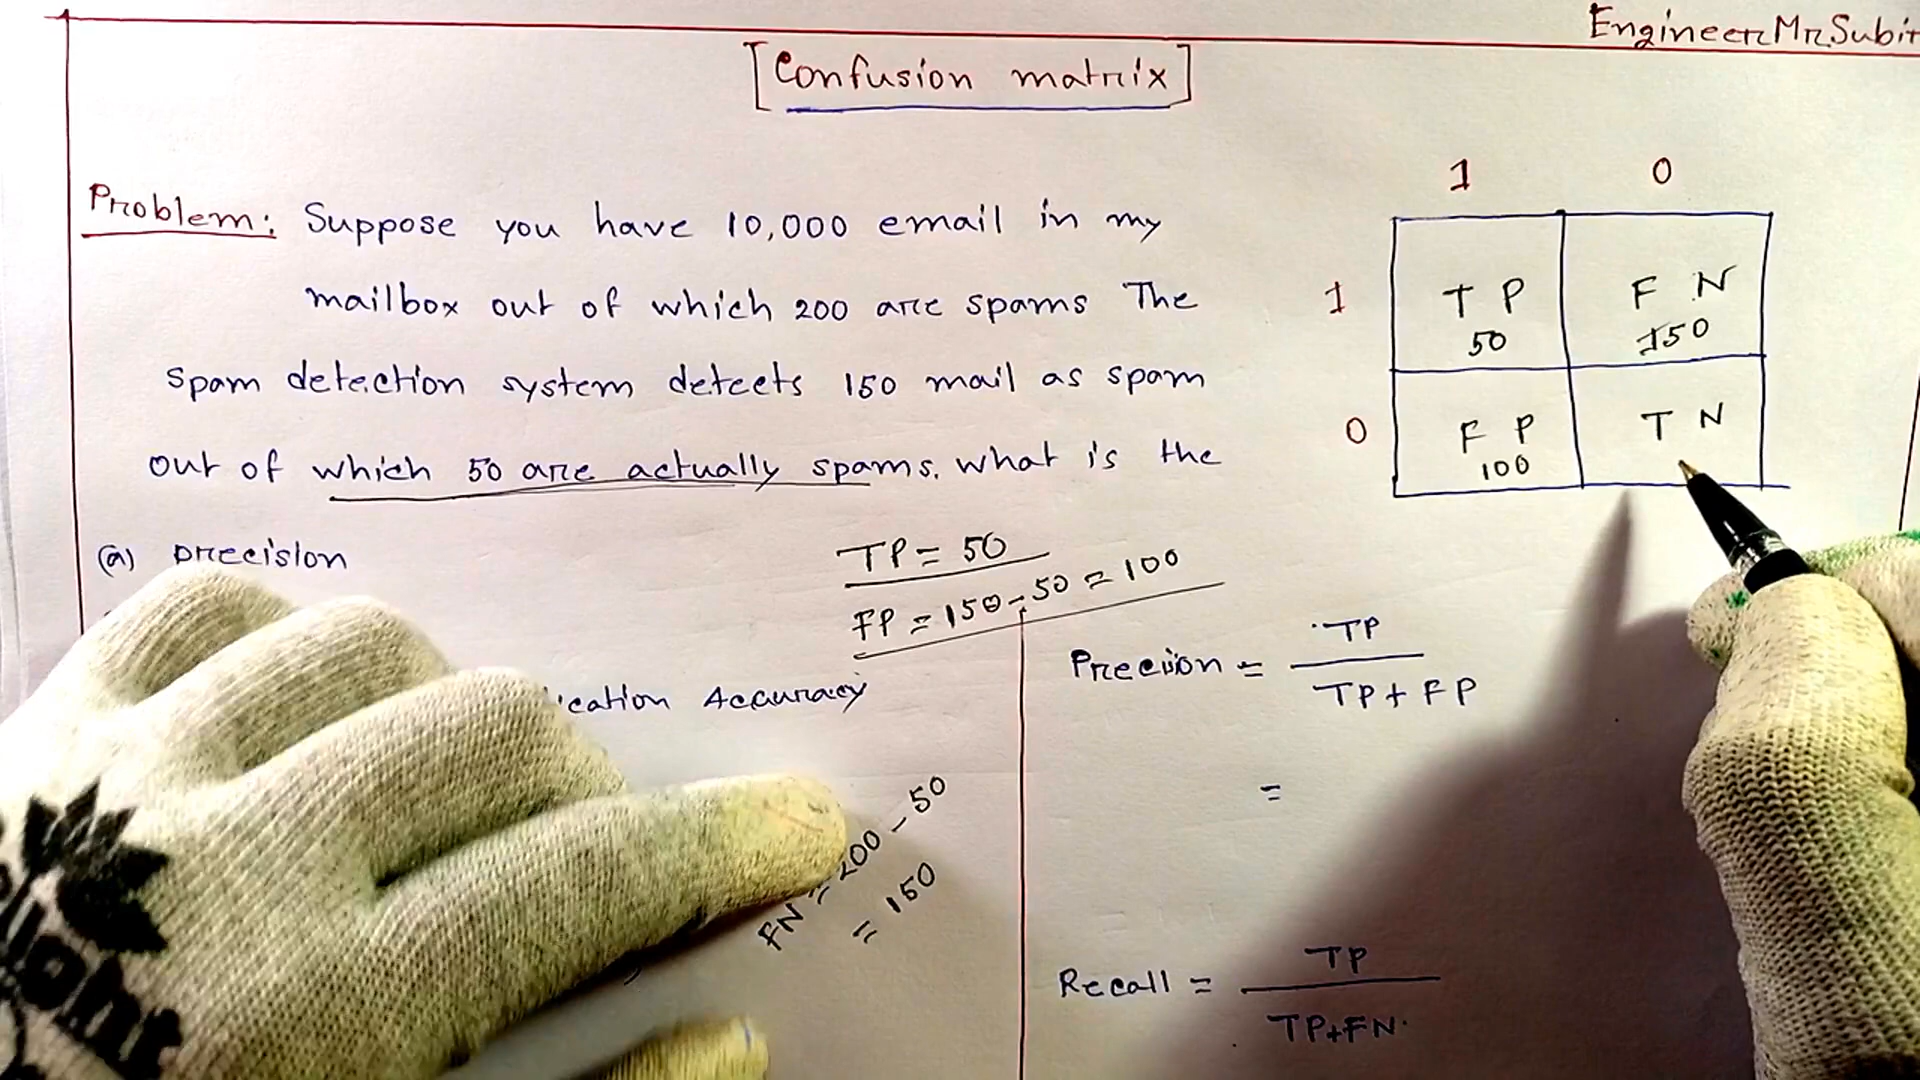 Engineer Mr. Subir
[Confusion matrix]
Problem: Suppose you have 10,000 email in my
mailbox out of which 200 are spams The
spam detection system detects 150 mail as spam
out of which 50 are actually spams. What is the
(a) precision
Accuracy
TP = 50
FP = 150 - 50 = 100
FN = 200 - 50
= 150
1 0
1 TP FN
50 150
0 FP TN
100
Precision = TP
TP + FP
=
Recall = TP
TP+FN.